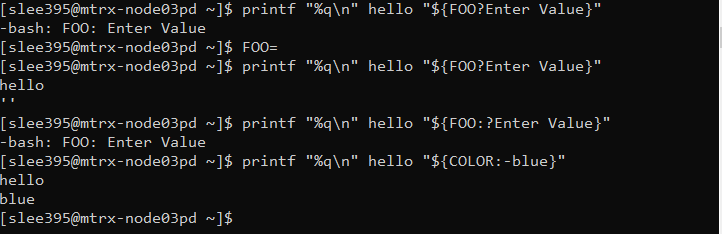 [slee395@mtrx-node03pd ~]$ printf "%q\n" hello "${FOO?Enter Value}"
-bash: FOO: Enter Value
[slee395@mtrx-node03pd ~]$ FOO=
[slee395@mtrx-node03pd ~]$ printf "%q\n" hello "${FOO?Enter Value}"
hello
''
[slee395@mtrx-node03pd ~]$ printf "%q\n" hello "${FOO:?Enter Value}"
-bash: FOO: Enter Value
[slee395@mtrx-node03pd ~]$ printf "%q\n" hello "${COLOR:-blue}"
hello
blue
[slee395@mtrx-node03pd ~]$